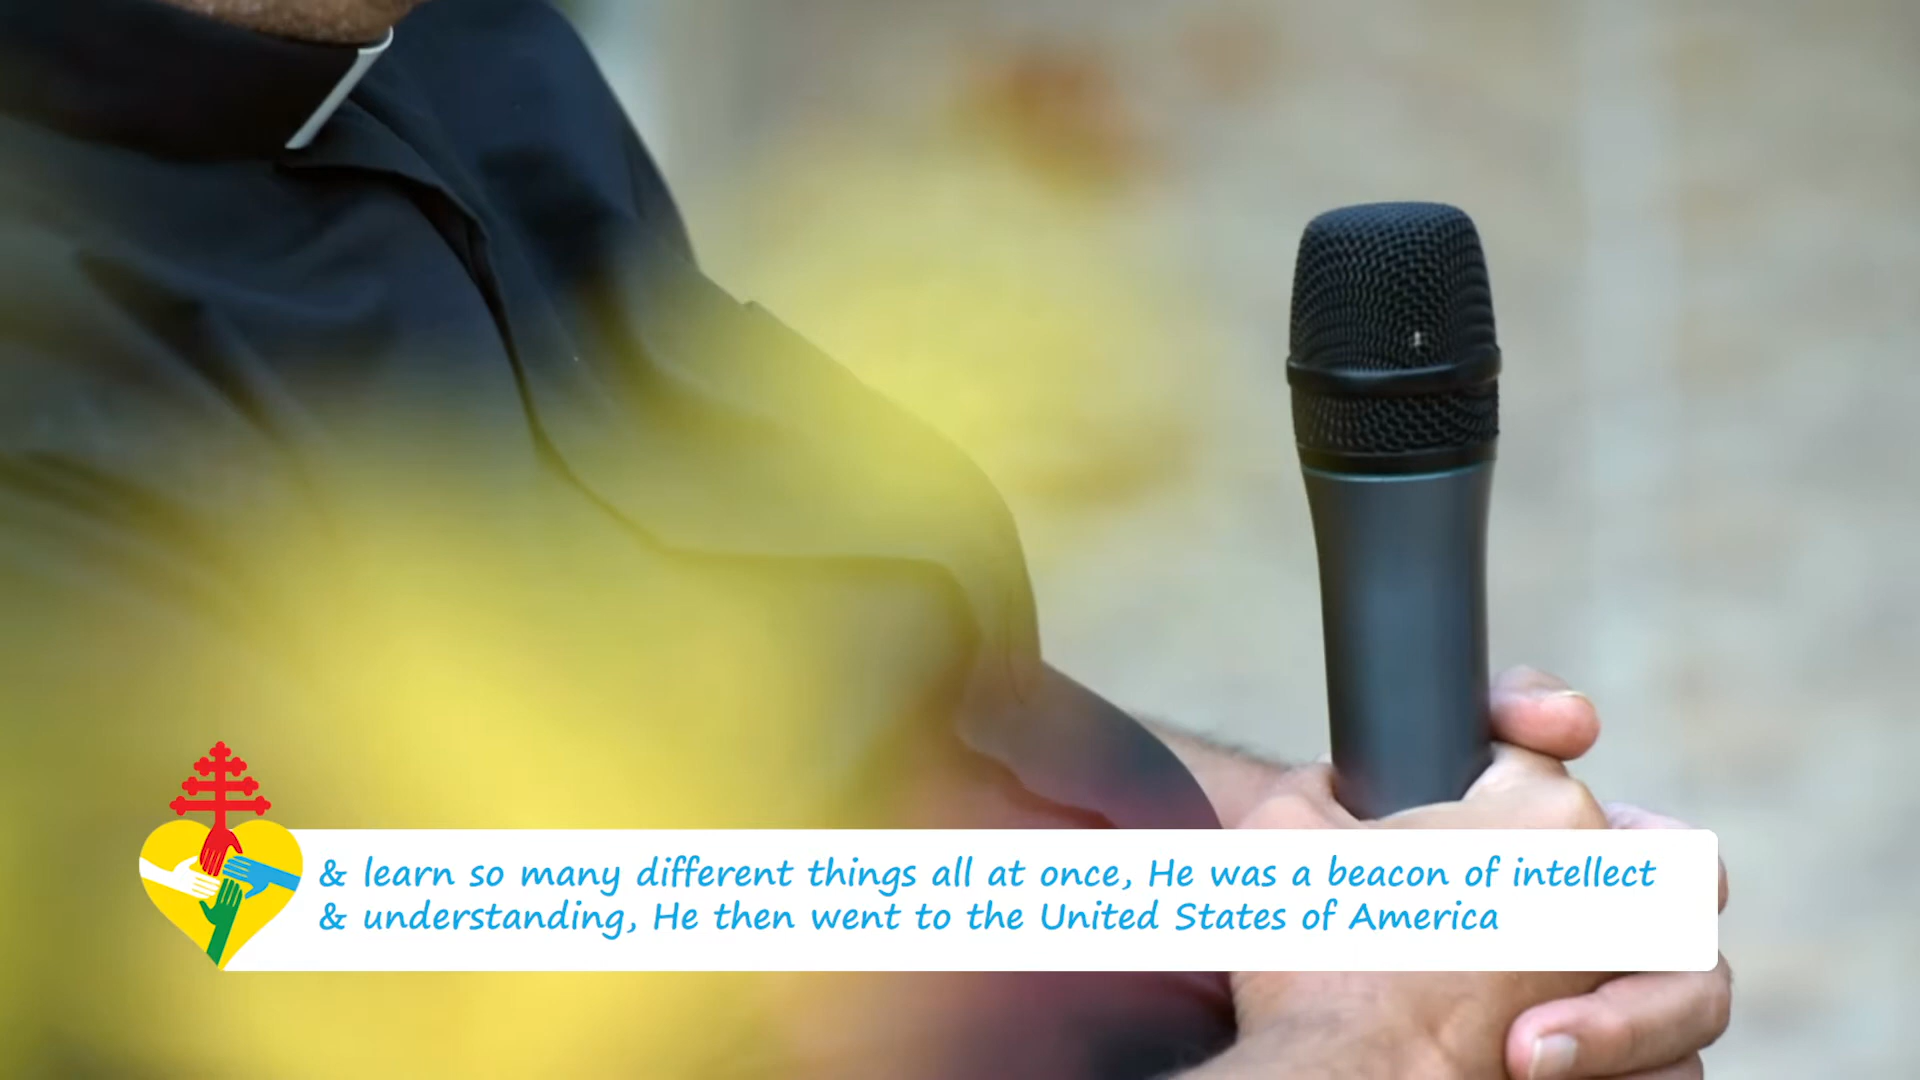 & learn so many different things all at once, He was a beacon of intellect
& understanding, He then went to the United States of America